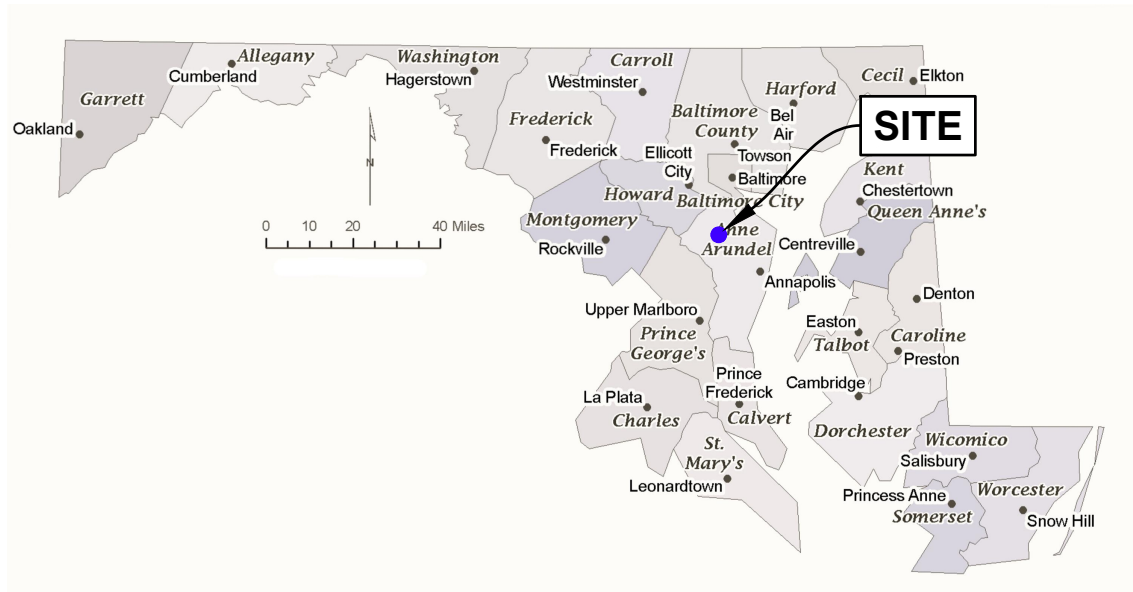 Garrett
Oakland
Allegany
Cumberland
Washington
Hagerstown
Frederick
Frederick
Carroll
Westminster
Baltimore
County
Towson
Harford
Bel
Air
Cecil
Elkton
SITE
Ellicott
City
Howard
Baltimore
Baltimore City
Kent
Chestertown
Queen Anne's
Centreville
Montgomery
Rockville
Anne
Arundel
Annapolis
N
0 10 20 40 Miles
Upper Marlboro
Prince
George's
Denton
Easton
Talbot
Caroline
Preston
Prince
Frederick
Calvert
Cambridge
Dorchester
La Plata
Charles
St.
Mary's
Leonardtown
Wicomico
Salisbury
Princess Anne
Somerset
Worcester
Snow Hill